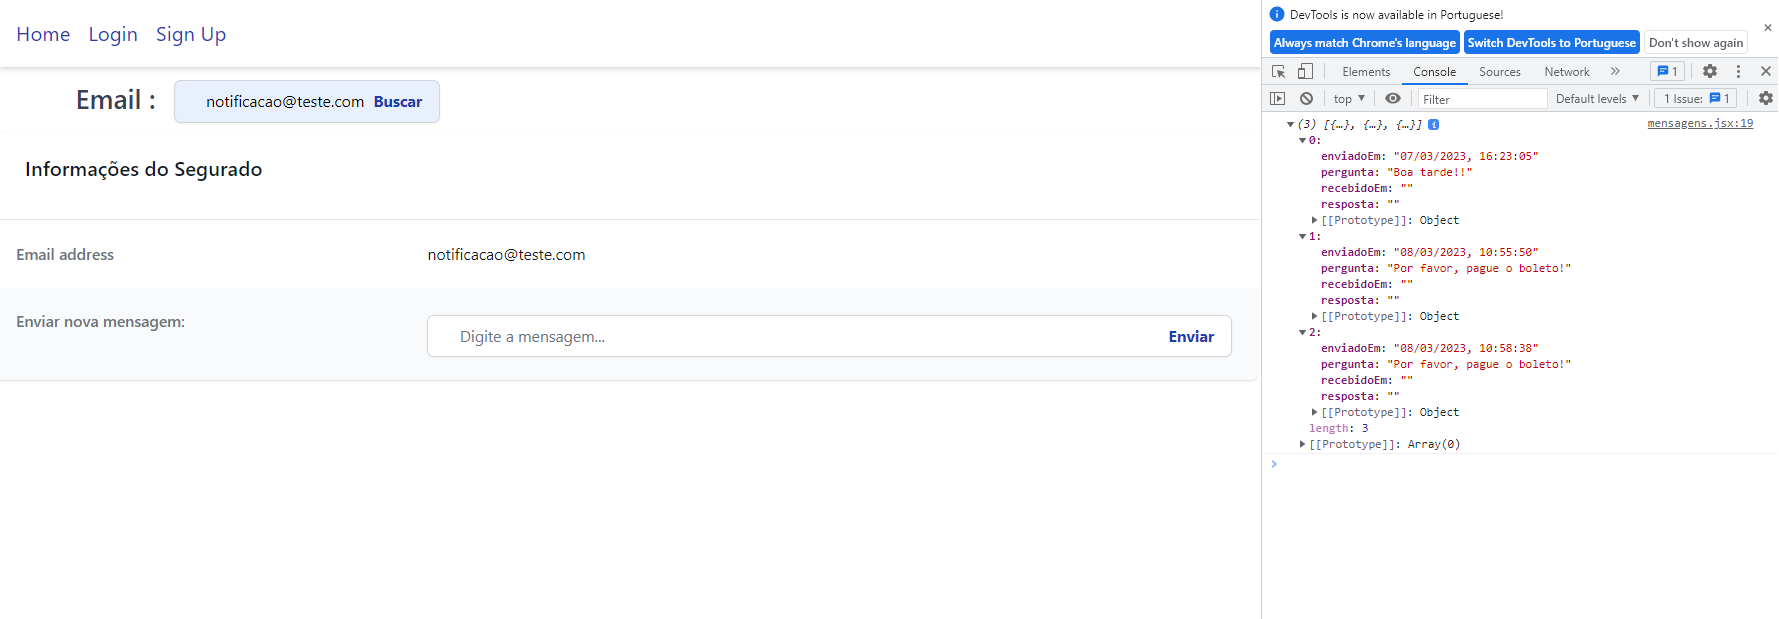 Home Login Sign Up
Email : notificacao@teste.com Buscar
Informações do Segurado
Email address notificacao@teste.com
Enviar nova mensagem: Digite a mensagem... Enviar
DevTools is now available in Portuguese!
Always match Chrome's language Switch DevTools to Portuguese Don't show again
Elements Console Sources Network » 1
top ▼ Filter Default levels ▼ 1 Issue: 1
▼(3) [{…}, {…}, {…}] i mensagens.jsx:19
▼0:
enviadoEm: "07/03/2023, 16:23:05"
pergunta: "Boa tarde!!"
recebidoEm: ""
resposta: ""
▶[[Prototype]]: Object
▼1:
enviadoEm: "08/03/2023, 10:55:50"
pergunta: "Por favor, pague o boleto!"
recebidoEm: ""
resposta: ""
▶[[Prototype]]: Object
▼2:
enviadoEm: "08/03/2023, 10:58:38"
pergunta: "Por favor, pague o boleto!"
recebidoEm: ""
resposta: ""
▶[[Prototype]]: Object
length: 3
▶[[Prototype]]: Array(0)
>